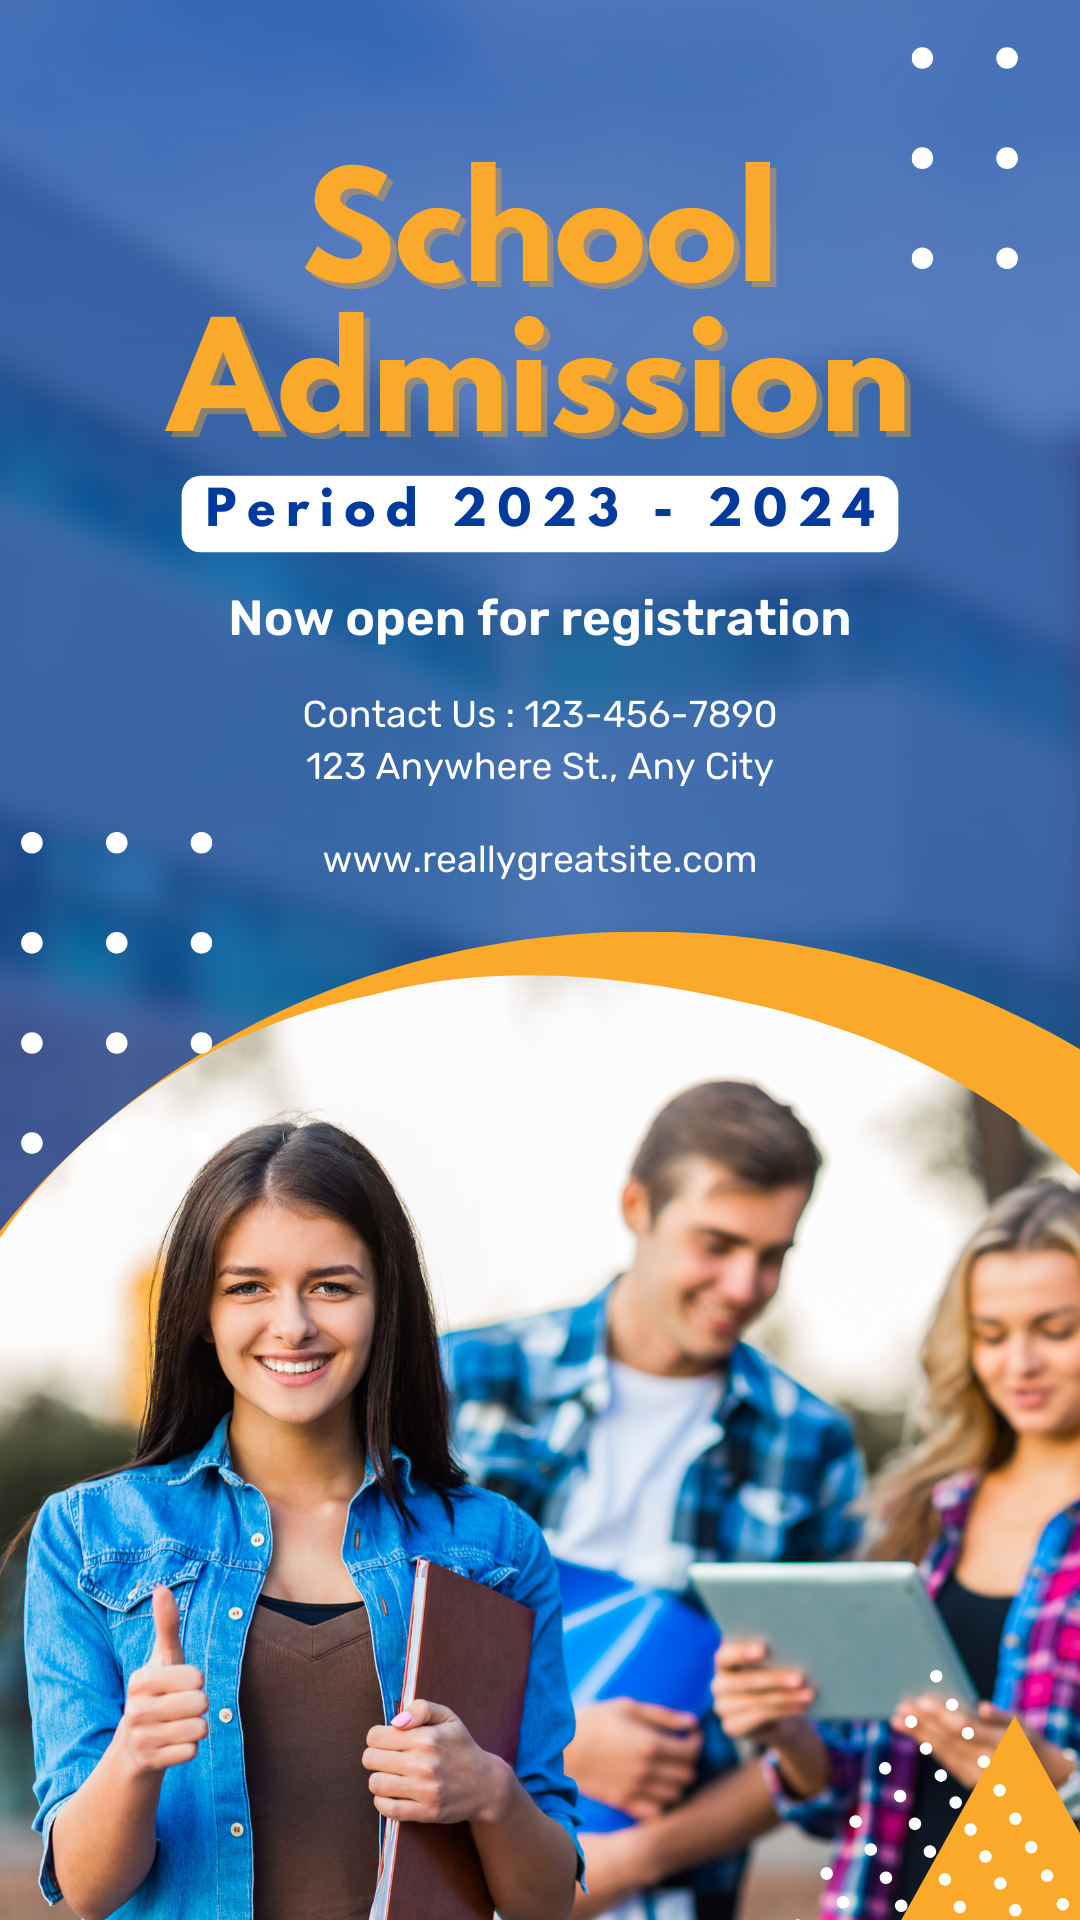 School
Admission
Period 2023 - 2024
Now open for registration
Contact Us : 123-456-7890
123 Anywhere St., Any City
www.reallygreatsite.com